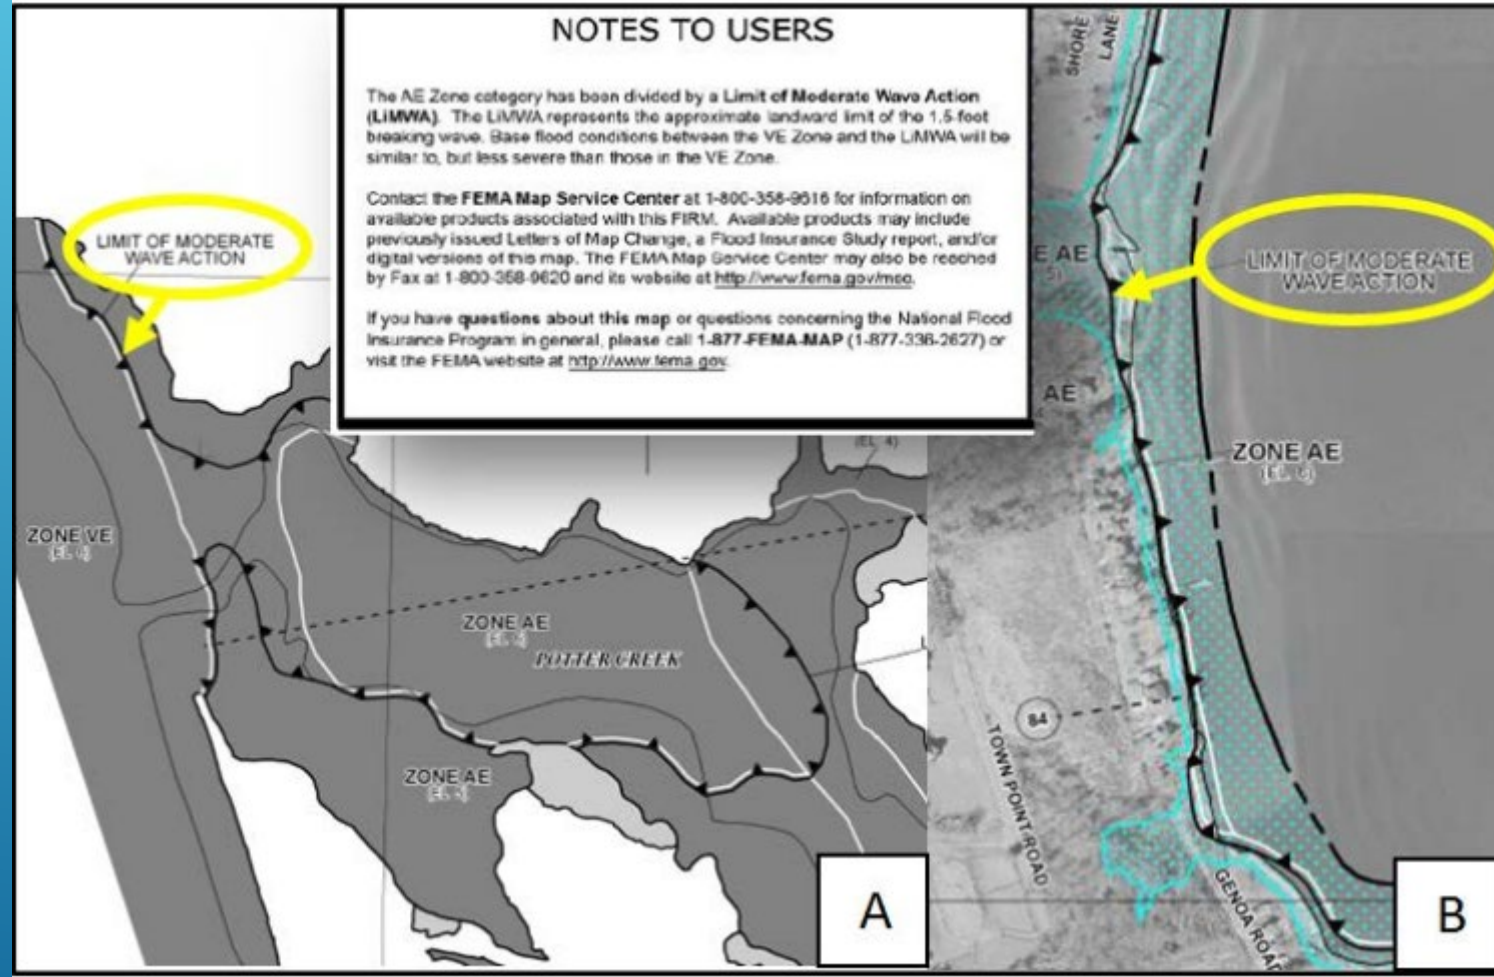 NOTES TO USERS
The AE Zone category has been divided by a Limit of Moderate Wave Action
(LiMWA). The LiMWA represents the approximate landward limit of the 1.5-foot
breaking wave. Base flood conditions between the VE Zone and the LiMWA will be
similar to, but less severe than those in the VE Zone.
Contact the FEMA Map Service Center at 1-800-358-9616 for information on
available products associated with this FIRM. Available products may include
previously issued Letters of Map Change, a Flood Insurance Study report, and/or
digital versions of this map. The FEMA Map Service Center may also be reached
by Fax at 1-800-358-9620 and its website at http://www.fema.gov/msc.
If you have questions about this map or questions concerning the National Flood
Insurance Program in general, please call 1-877-FEMA-MAP (1-877-336-2627) or
visit the FEMA website at http://www.fema.gov.
LIMIT OF MODERATE
WAVE ACTION
ZONE VE
(EL
(EL 4)
ZONE AE
(EL
POTTER CREEK
ZONE AE
(EL
A
SHORE
LANE
E AE
5)
LIMIT OF MODERATE
WAVE ACTION
AE
ZONE AE
(EL
84
TOWN POINT ROAD
GENOA ROAD
B